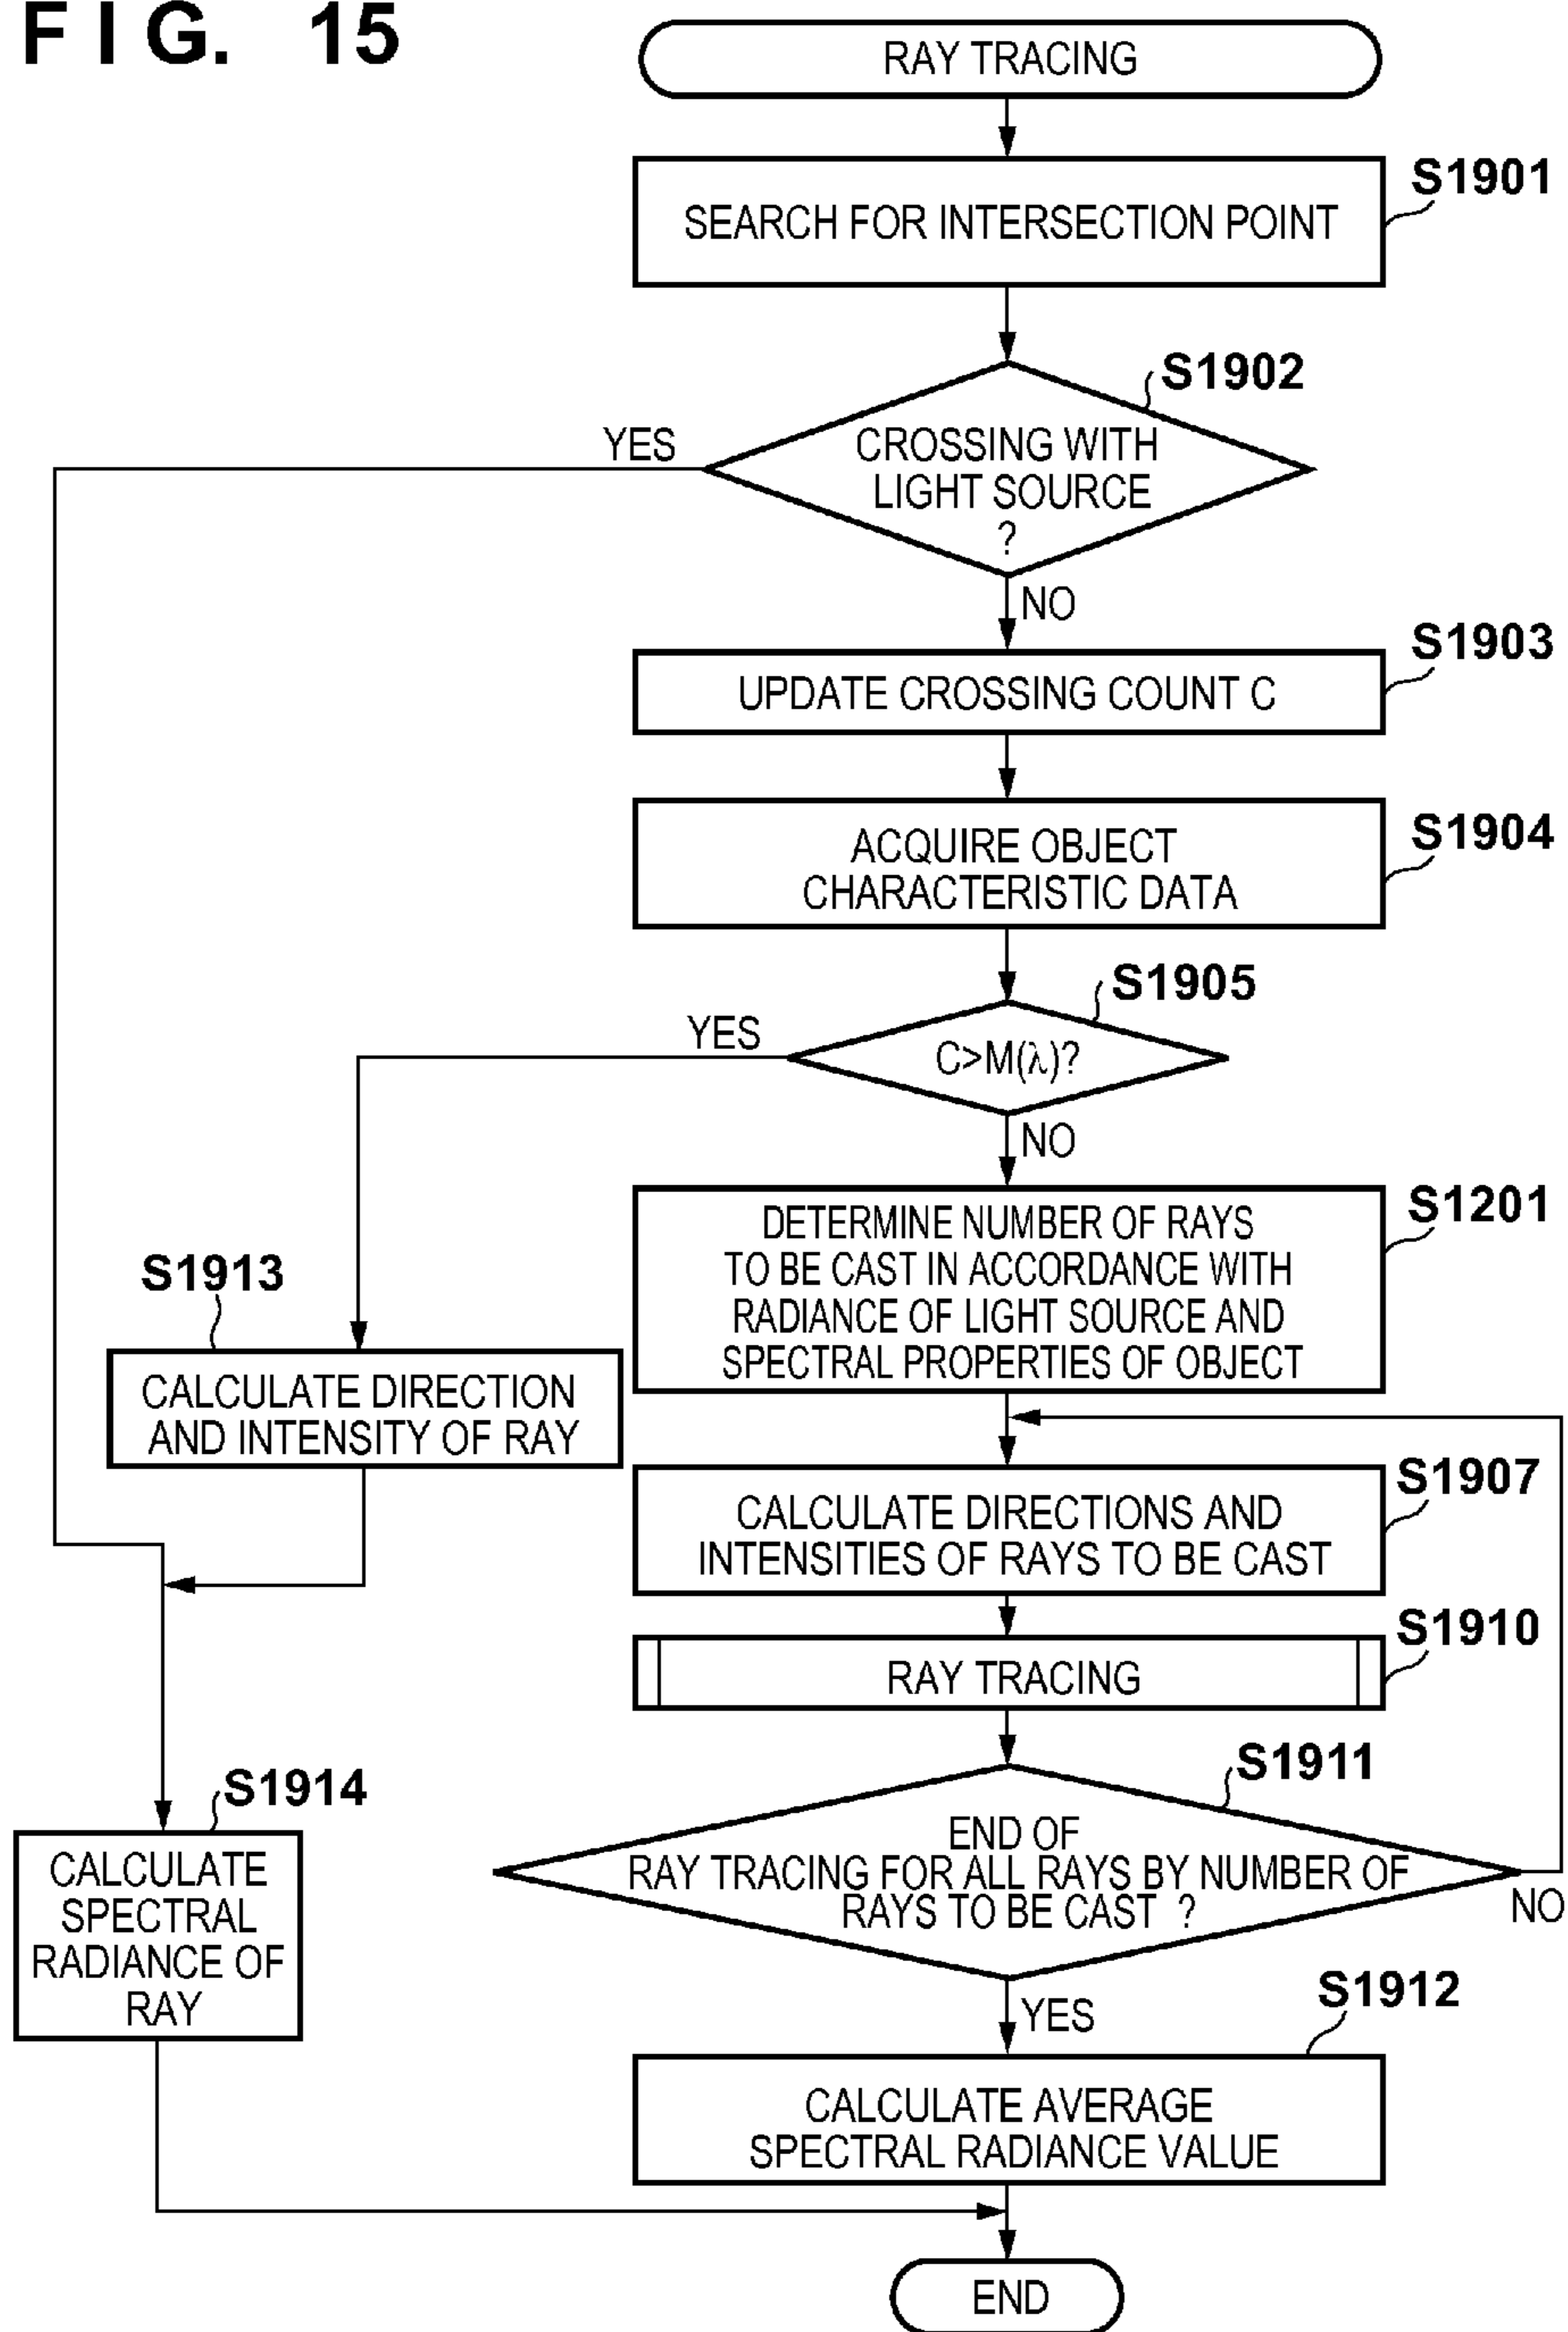 FIG. 15
RAY TRACING
S1901
SEARCH FOR INTERSECTION POINT
S1902
YES
CROSSING WITH
LIGHT SOURCE
?
NO
S1903
UPDATE CROSSING COUNT C
S1904
ACQUIRE OBJECT
CHARACTERISTIC DATA
S1905
YES
C>M(λ)?
NO
S1201
DETERMINE NUMBER OF RAYS
TO BE CAST IN ACCORDANCE WITH
RADIANCE OF LIGHT SOURCE AND
SPECTRAL PROPERTIES OF OBJECT
S1913
CALCULATE DIRECTION
AND INTENSITY OF RAY
S1907
CALCULATE DIRECTIONS AND
INTENSITIES OF RAYS TO BE CAST
S1910
RAY TRACING
S1911
END OF
RAY TRACING FOR ALL RAYS BY NUMBER OF
RAYS TO BE CAST ?
NO
S1914
CALCULATE
SPECTRAL
RADIANCE OF
RAY
YES
S1912
CALCULATE AVERAGE
SPECTRAL RADIANCE VALUE
END